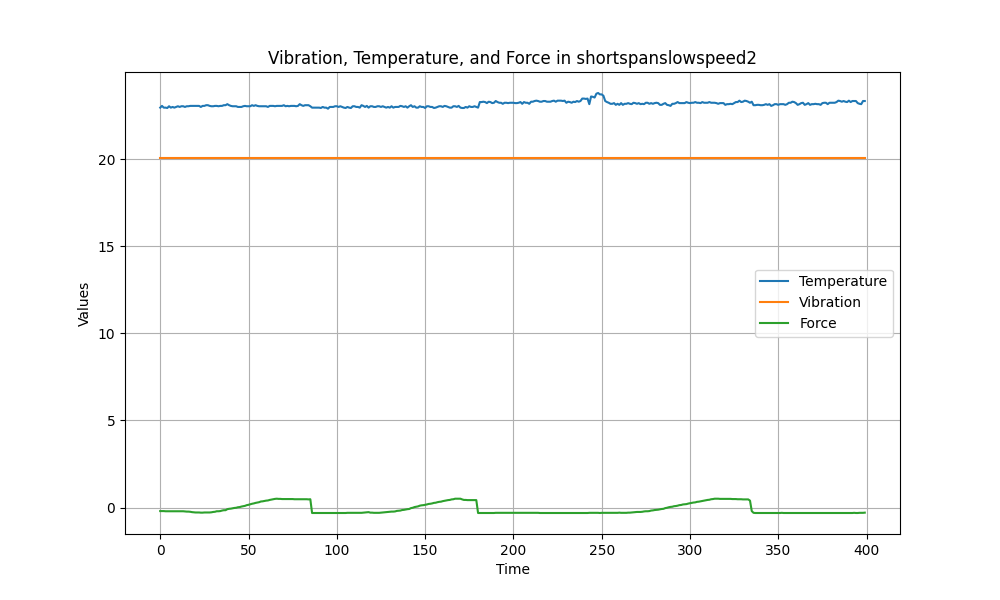 Vibration, Temperature, and Force in shortspanslowspeed2
Values
20
15
10
5
0
Temperature
Vibration
Force
0 50 100 150 200 250 300 350 400
Time